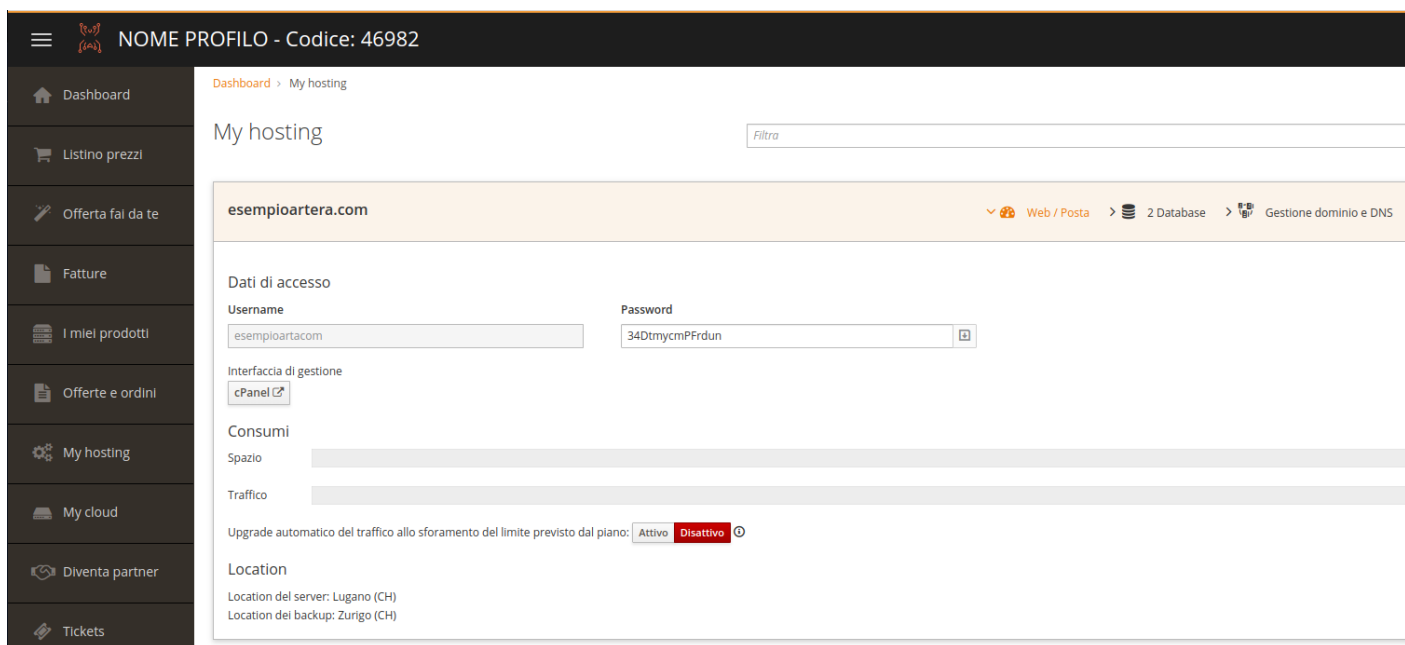 NOME PROFILO - Codice: 46982
Dashboard
Listino prezzi
Offerta fai da te
Fatture
I miei prodotti
Offerte e ordini
My hosting
My cloud
Diventa partner
Tickets
Dashboard › My hosting
My hosting
Filtra
esempioartera.com
Web / Posta
2 Database
Gestione dominio e DNS
Dati di accesso
Username
Password
esempioartacom
34DtmycmPFrdun
Interfaccia di gestione
cPanel
Consumi
Spazio
Traffico
Upgrade automatico del traffico allo sforamento del limite previsto dal piano: Attivo Disattivo
Location
Location del server: Lugano (CH)
Location dei backup: Zurigo (CH)